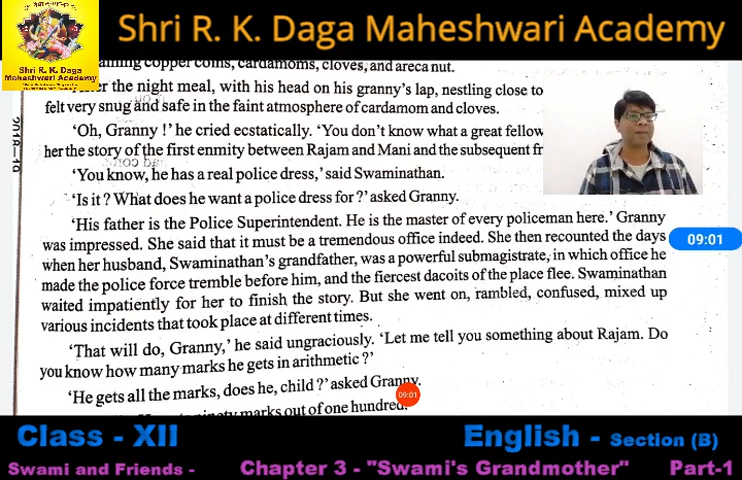 Shri R. K. Daga Maheshwari Academy
Shri R. K. Daga
Maheshwari Academy
copper coins, cardamoms, cloves, and areca nut.
the night meal, with his head on his granny's lap, nestling close to
felt very snug and safe in the faint atmosphere of cardamom and cloves.
'Oh, Granny !' he cried ecstatically. 'You don't know what a great fellow
her the story of the first enmity between Rajam and Mani and the subsequent fr
'You know, he has a real police dress,' said Swaminathan.
'Is it ? What does he want a police dress for ?' asked Granny.
'His father is the Police Superintendent. He is the master of every policeman here.' Granny
was impressed. She said that it must be a tremendous office indeed. She then recounted the days
when her husband, Swaminathan's grandfather, was a powerful submagistrate, in which office he
made the police force tremble before him, and the fiercest dacoits of the place flee. Swaminathan
waited impatiently for her to finish the story. But she went on, rambled, confused, mixed up
various incidents that took place at different times.
'That will do, Granny,' he said ungraciously. 'Let me tell you something about Rajam. Do
you know how many marks he gets in arithmetic ?'
'He gets all the marks, does he, child ?' asked Granny.
ninety marks out of one hundred.
2018-19
09:01
09:01
Class - XII
English - Section (B)
Swami and Friends - Chapter 3 - "Swami's Grandmother" Part-1